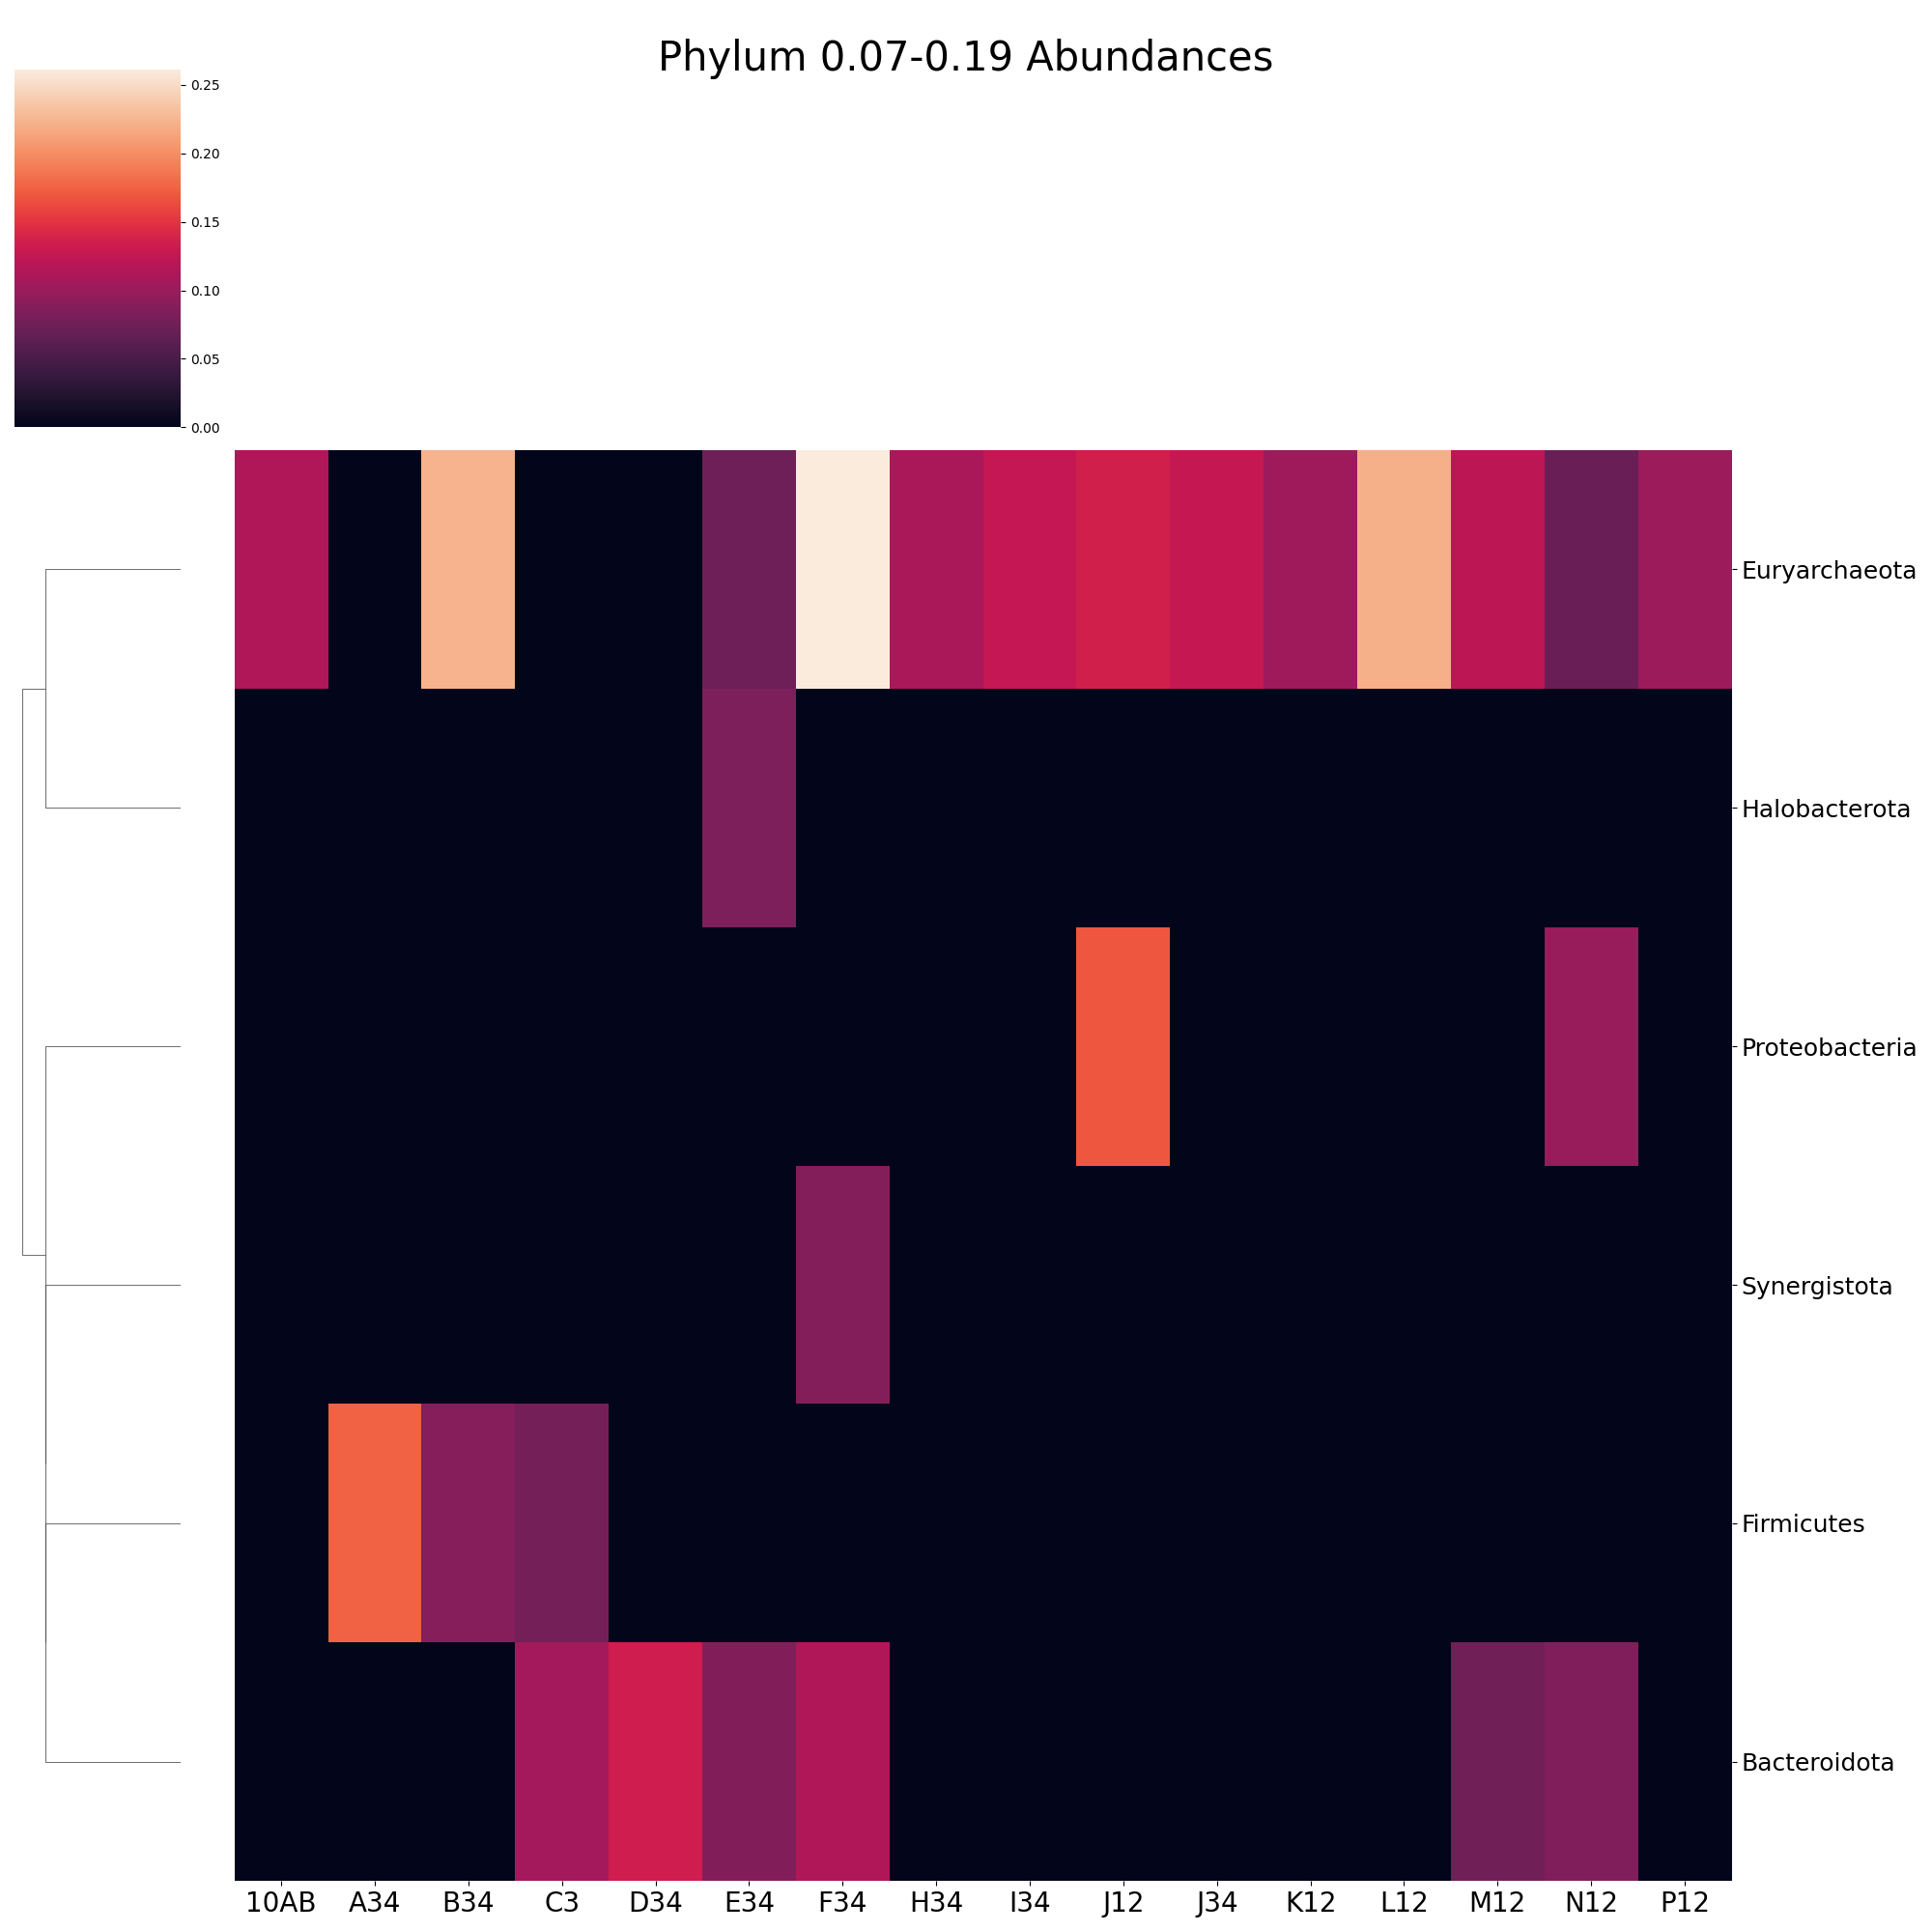 Phylum 0.07-0.19 Abundances
0.25
0.20
0.15
0.10
0.05
0.00
Euryarchaeota
Halobacterota
Proteobacteria
Synergistota
Firmicutes
Bacteroidota
10AB A34 B34 C3 D34 E34 F34 H34 I34 J12 J34 K12 L12 M12 N12 P12